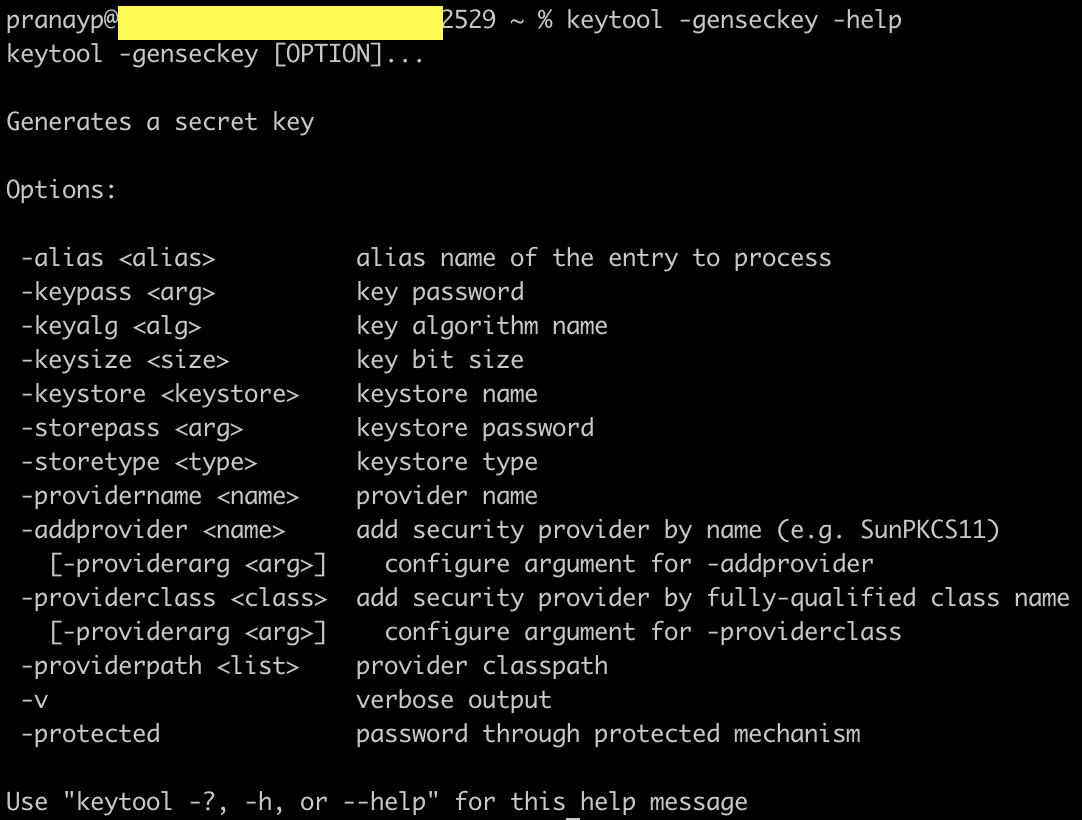 pranayp@2529 ~ % keytool -genseckey -help
keytool -genseckey [OPTION]...
Generates a secret key
Options:
-alias <alias> alias name of the entry to process
-keypass <arg> key password
-keyalg <alg> key algorithm name
-keysize <size> key bit size
-keystore <keystore> keystore name
-storepass <arg> keystore password
-storetype <type> keystore type
-providername <name> provider name
-addprovider <name> add security provider by name (e.g. SunPKCS11)
[-providerarg <arg>] configure argument for -addprovider
-providerclass <class> add security provider by fully-qualified class name
[-providerarg <arg>] configure argument for -providerclass
-providerpath <list> provider classpath
-v verbose output
-protected password through protected mechanism
Use "keytool -?, -h, or --help" for this help message